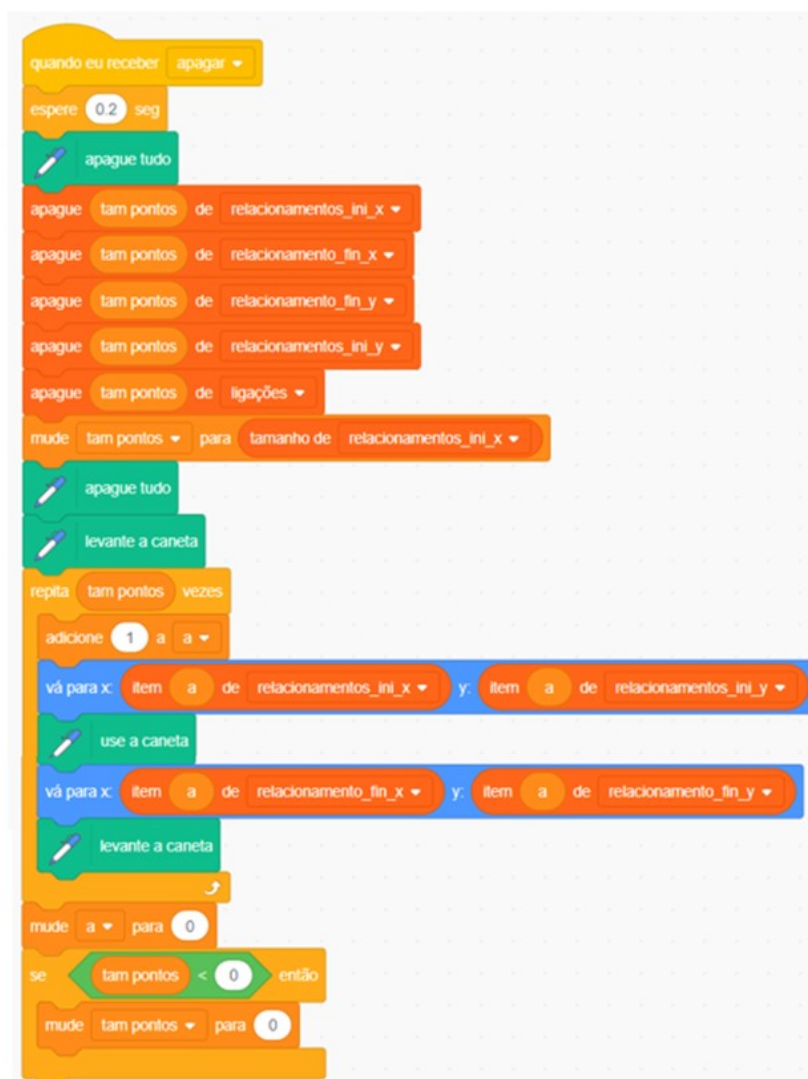 quando eu receber apagar
espere 0.2 seg
apague tudo
apague tam pontos de relacionamentos_ini_x
apague tam pontos de relacionamento_fin_x
apague tam pontos de relacionamento_fin_y
apague tam pontos de relacionamentos_ini_y
apague tam pontos de ligações
mude tam pontos para tamanho de relacionamentos_ini_x
apague tudo
levante a caneta
repita tam pontos vezes
adicione 1 a a
vá para x: item a de relacionamentos_ini_x y: item a de relacionamentos_ini_y
use a caneta
vá para x: item a de relacionamento_fin_x y: item a de relacionamento_fin_y
levante a caneta
mude a para 0
se tam pontos < 0 então
mude tam pontos para 0